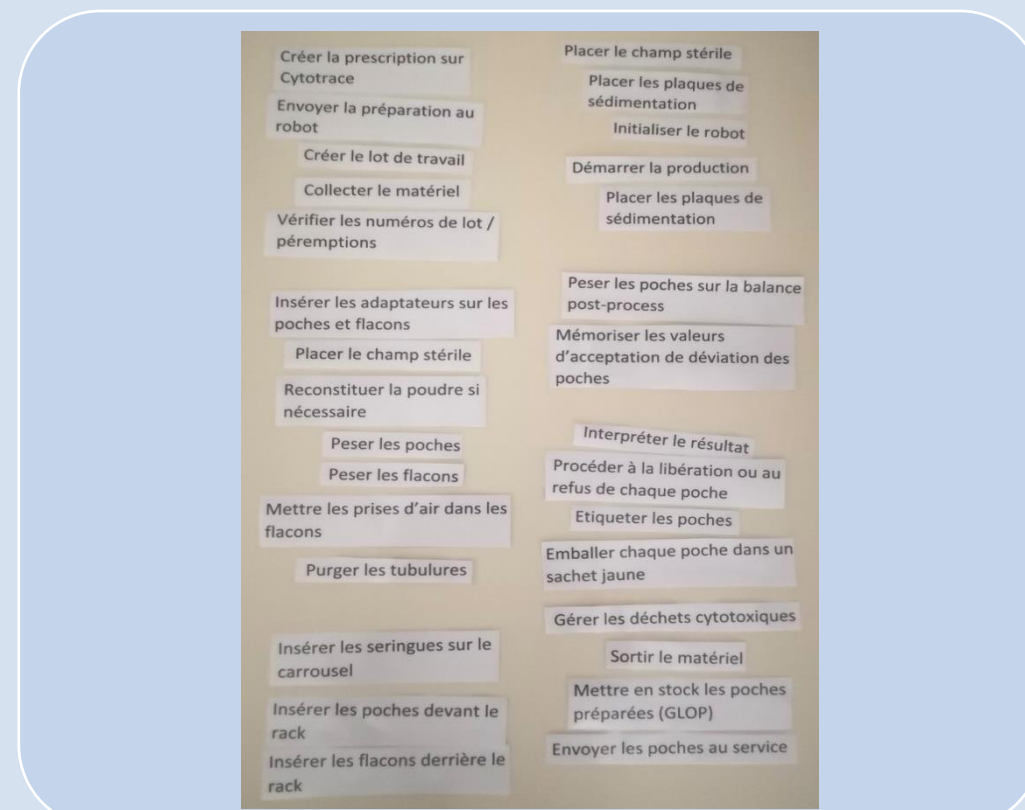 Créer la prescription sur
Cytotrace
Envoyer la préparation au
robot
Créer le lot de travail
Collecter le matériel
Vérifier les numéros de lot /
péremptions
Insérer les adaptateurs sur les
poches et flacons
Placer le champ stérile
Reconstituer la poudre si
nécessaire
Peser les poches
Peser les flacons
Mettre les prises d'air dans les
flacons
Purger les tubulures
Insérer les seringues sur le
carrousel
Insérer les poches devant le
rack
Insérer les flacons derrière le
rack
Placer le champ stérile
Placer les plaques de
sédimentation
Initialiser le robot
Démarrer la production
Placer les plaques de
sédimentation
Peser les poches sur la balance
post-process
Mémoriser les valeurs
d'acceptation de déviation des
poches
Interpréter le résultat
Procéder à la libération ou au
refus de chaque poche
Etiqueter les poches
Emballer chaque poche dans un
sachet jaune
Gérer les déchets cytotoxiques
Sortir le matériel
Mettre en stock les poches
préparées (GLOP)
Envoyer les poches au service